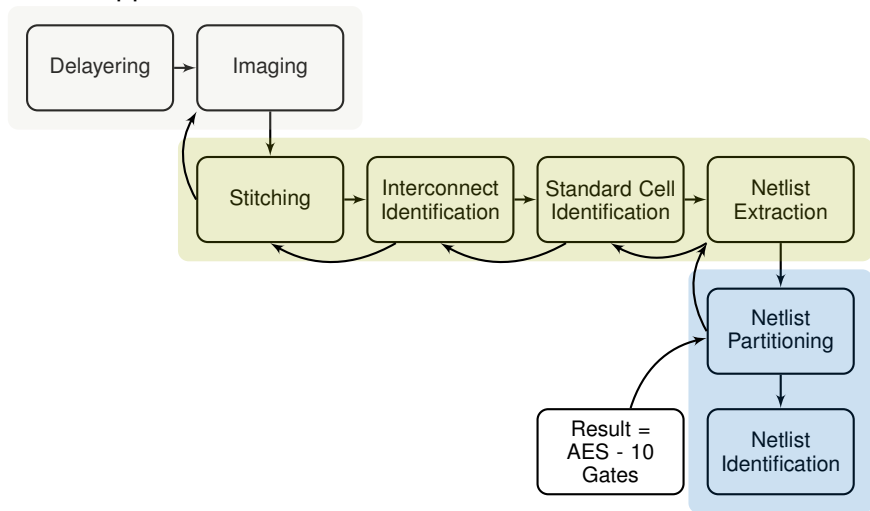 Delayering
Imaging
Stitching
Interconnect
Identification
Standard Cell
Identification
Netlist
Extraction
Netlist
Partitioning
Result =
AES - 10
Gates
Netlist
Identification